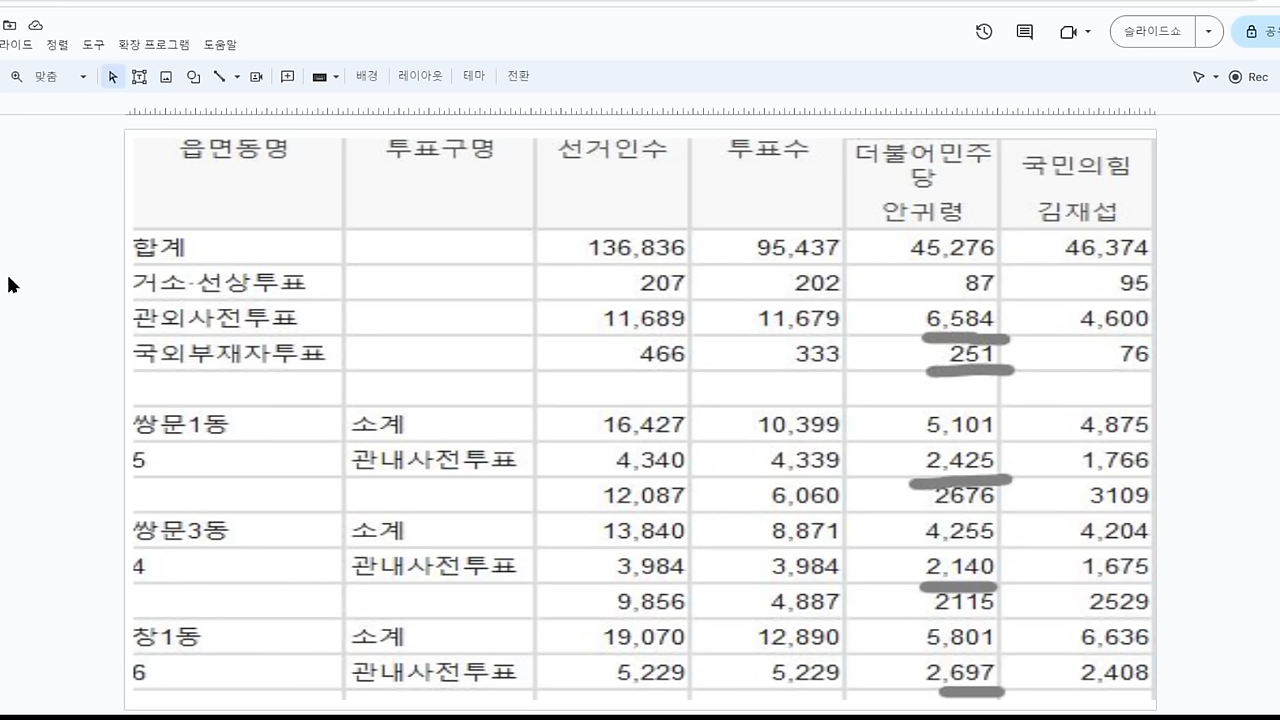 라이드 정렬 도구 확장 프로그램 도움말
슬라이드쇼
맞춤 배경 레이아웃 테마 전환 Rec
읍면동명 투표구명 선거인수 투표수 더불어민주당 안귀령 국민의힘 김재섭
합계 136,836 95,437 45,276 46,374
거소·선상투표 207 202 87 95
관외사전투표 11,689 11,679 6,584 4,600
국외부재자투표 466 333 251 76
쌍문1동 소계 16,427 10,399 5,101 4,875
5 관내사전투표 4,340 4,339 2,425 1,766
12,087 6,060 2676 3109
쌍문3동 소계 13,840 8,871 4,255 4,204
4 관내사전투표 3,984 3,984 2,140 1,675
9,856 4,887 2115 2529
창1동 소계 19,070 12,890 5,801 6,636
6 관내사전투표 5,229 5,229 2,697 2,408